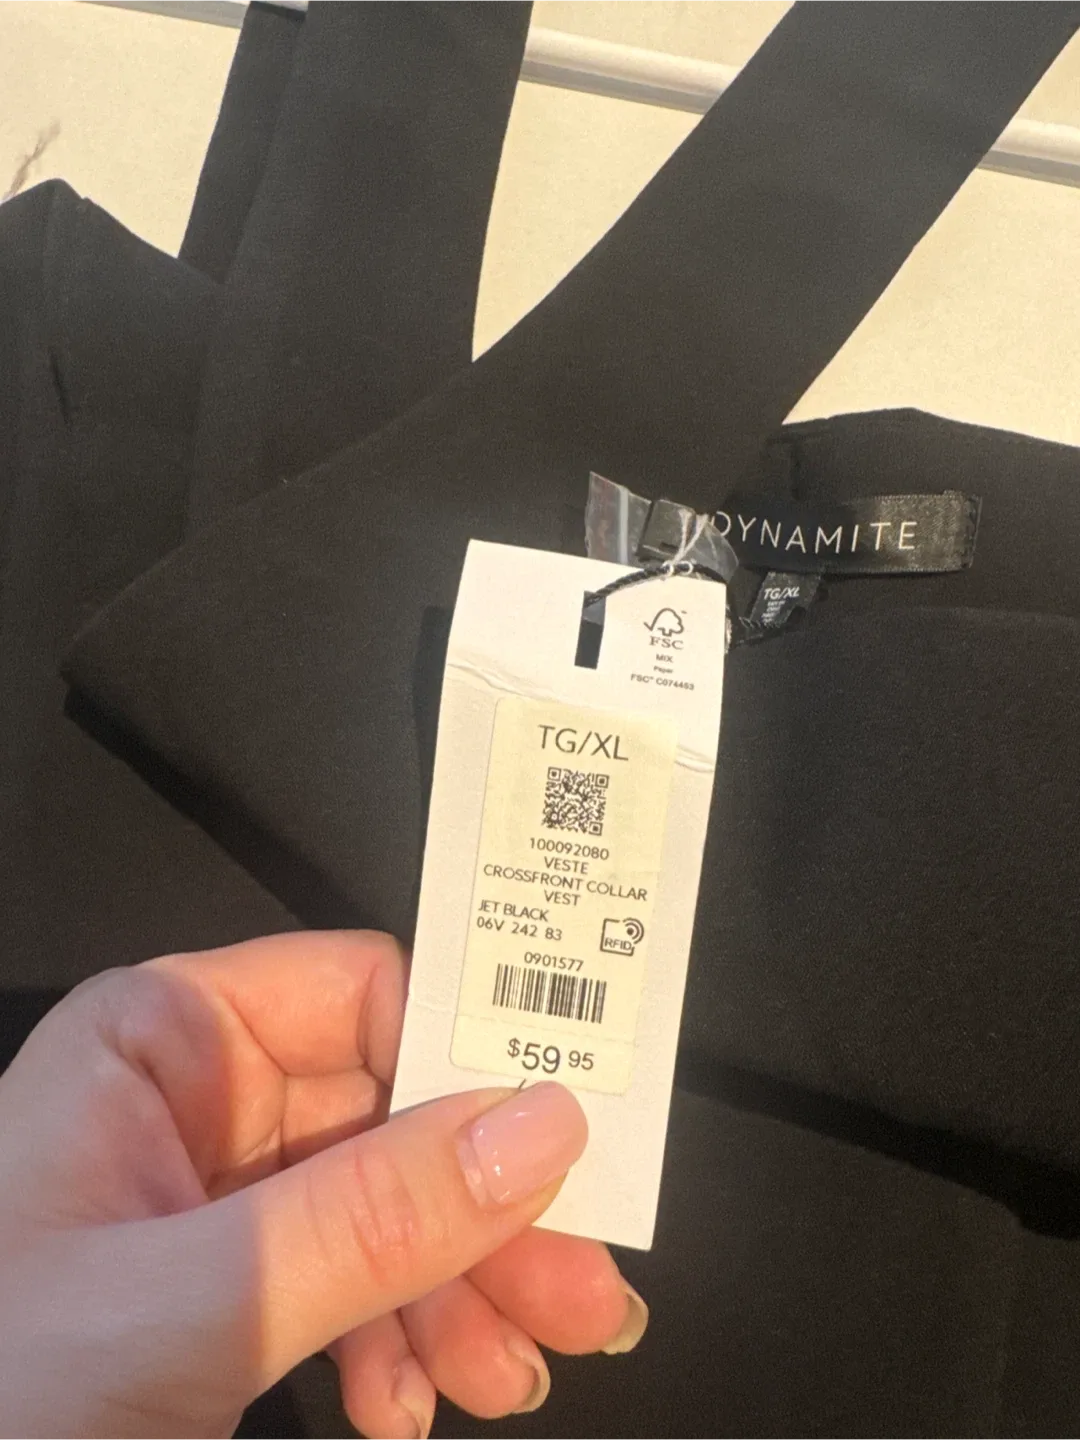 DYNAMITE
TG/XL
FSC
MIX
Paper
FSC™ C074453
TG/XL
100092080
VESTE
CROSSFRONT COLLAR
VEST
JET BLACK
06V 242 83
RFID
0901577
$59 95